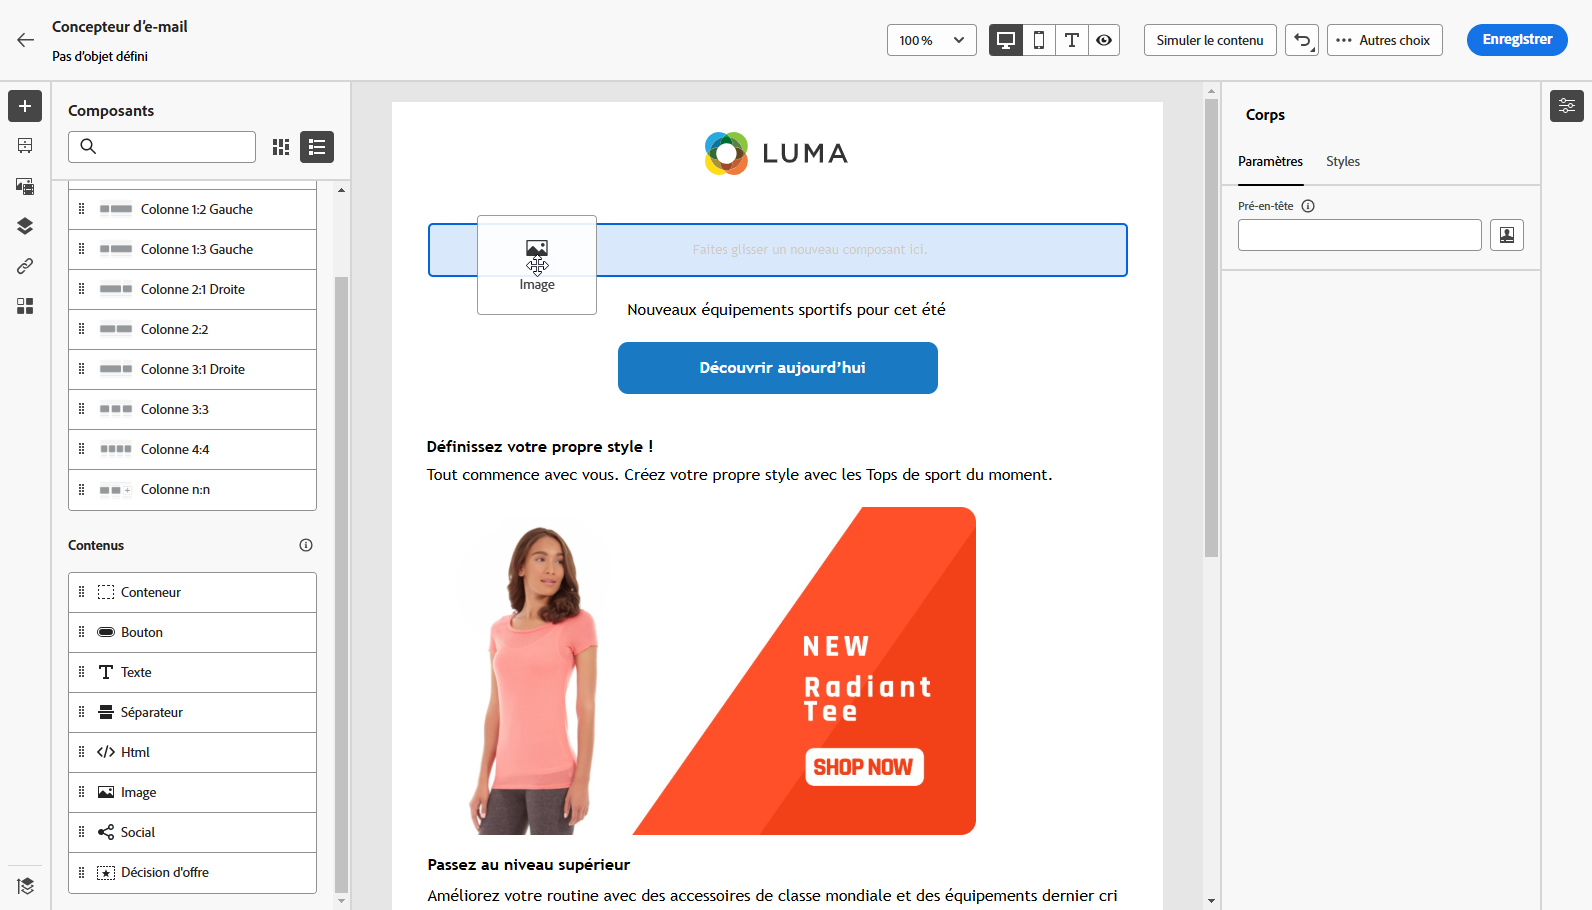 Concepteur d'e-mail
Pas d'objet défini
100 %
Simuler le contenu
Autres choix
Enregistrer
Composants
Colonne 1:2 Gauche
Colonne 1:3 Gauche
Colonne 2:1 Droite
Colonne 2:2
Colonne 3:1 Droite
Colonne 3:3
Colonne 4:4
Colonne n:n
Contenus
Conteneur
Bouton
Texte
Séparateur
Html
Image
Social
Décision d'offre
LUMA
Faites glisser un nouveau composant ici.
Image
Nouveaux équipements sportifs pour cet été
Découvrir aujourd’hui
Définissez votre propre style !
Tout commence avec vous. Créez votre propre style avec les Tops de sport du moment.
NEW
Radiant
Tee
SHOP NOW
Passez au niveau supérieur
Améliorez votre routine avec des accessoires de classe mondiale et des équipements dernier cri
Corps
Paramètres
Styles
Pré-en-tête